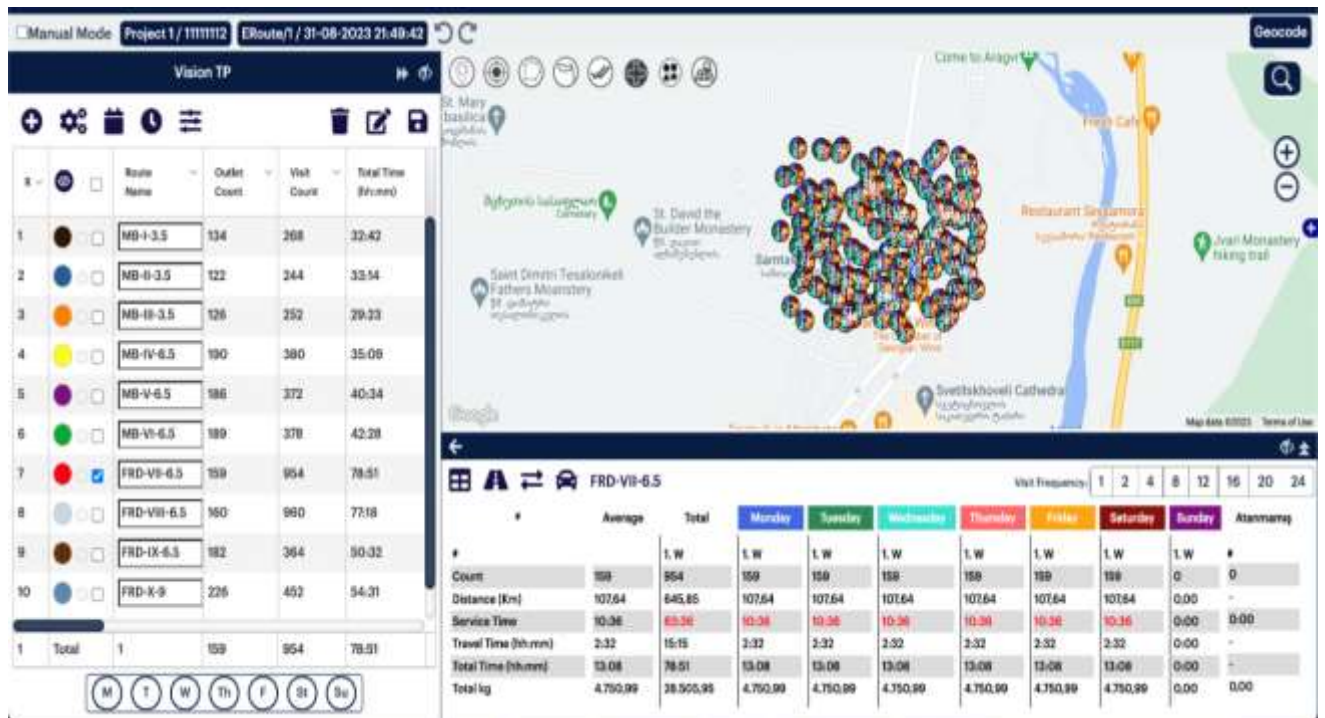 Manual Mode Project 1 / 11111112 ERoute/1 / 31-08-2023 21:49:42 Geocode
Vision TP
# Route Name Outlet Count Visit Count Total Time (hh:mm)
1 MB-I-3.5 134 268 32:42
2 MB-II-3.5 122 244 33:14
3 MB-III-3.5 126 252 29:23
4 MB-IV-6.5 190 380 35:09
5 MB-V-6.5 186 372 40:34
6 MB-VI-6.5 189 378 42:28
7 FRD-VII-6.5 159 954 78:51
8 FRD-VIII-6.5 160 960 77:18
9 FRD-IX-6.5 182 364 50:32
10 FRD-X-9 226 452 54:31
1 Total 1 159 954 78:51
M T W Th F St Su
Come to Aragvi
St. Mary
basilica
Fresh Cafe
Cemetery
St. David the
Builder Monastery
Restaurant Salkhino
Jvari Monastery
hiking trail
Saint Dimitri Tesalonikeli
Fathers Moanstery
Georgian Wine
Svetitskhoveli Cathedral
Google
Map data ©2023 Terms of Use
FRD-VII-6.5 Visit Frequency: 1 2 4 8 12 16 20 24
# Average Total Monday Tuesday Wednesday Thursday Friday Saturday Sunday Atanmamış
# 1. W 1. W 1. W 1. W 1. W 1. W 1. W 1. W #
Count 159 954 159 159 159 159 159 159 0 0
Distance (Km) 107,64 645,85 107,64 107,64 107,64 107,64 107,64 107,64 0,00 -
Service Time 10:36 63:36 10:36 10:36 10:36 10:36 10:36 10:36 0:00 0:00
Travel Time (hh:mm) 2:32 15:15 2:32 2:32 2:32 2:32 2:32 2:32 0:00 -
Total Time (hh:mm) 13:08 78:51 13:08 13:08 13:08 13:08 13:08 13:08 0:00 -
Total kg 4.750,99 28.505,95 4.750,99 4.750,99 4.750,99 4.750,99 4.750,99 4.750,99 0,00 0,00